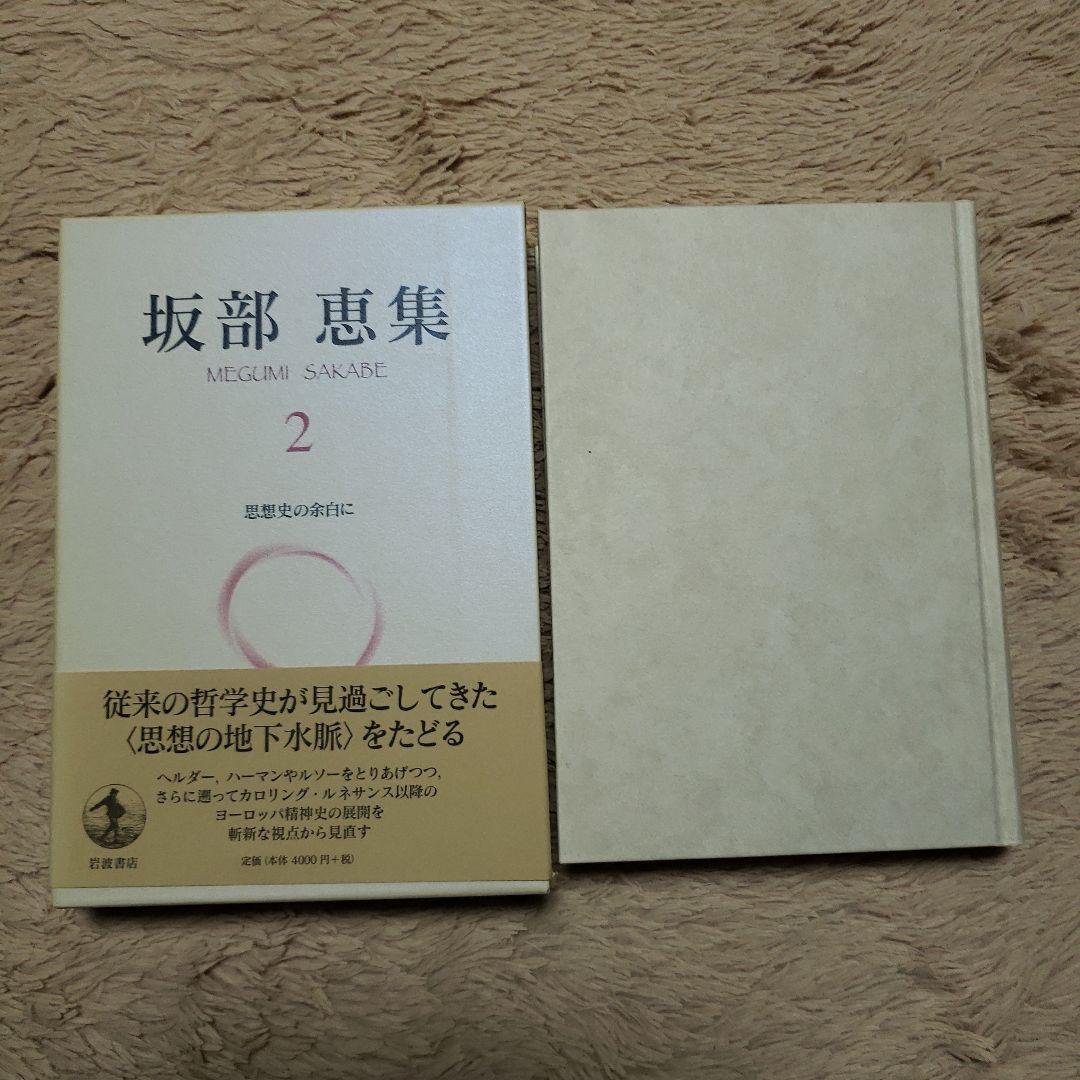 坂部 恵集
MEGUMI SAKABE
2
思想史の余白に
従来の哲学史が見過ごしてきた
〈思想の地下水脈〉をたどる
ヘルダー, ハーマンやルソーをとりあげつつ,
さらに遡ってカロリング・ルネサンス以降の
ヨーロッパ精神史の展開を
斬新な視点から見直す
岩波書店
定価(本体 4000 円+税)